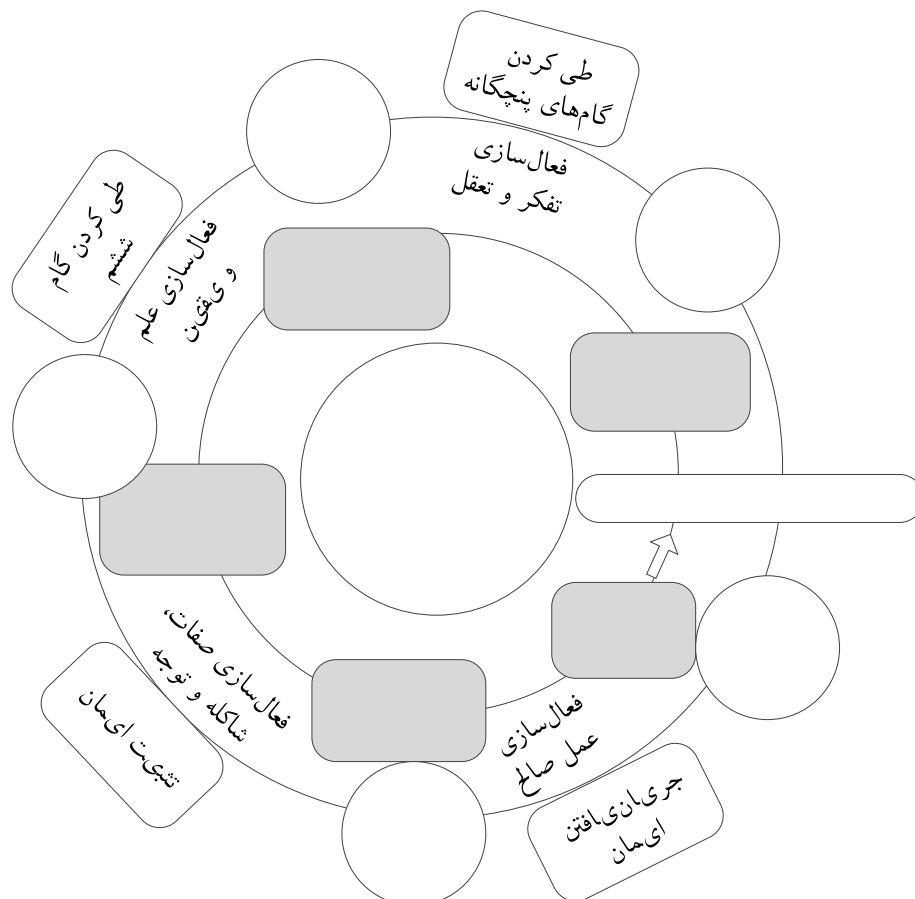 طی کردن
گام‌های پنجگانه
فعال‌سازی
تفکر و تعقل
طی کردن گام
ششم
فعال‌سازی علم
و یقین
تثبیت ایمان
فعال‌سازی صفات،
شاکله و توجه
فعال‌سازی
عمل صالح
جریان‌یافتن
ایمان